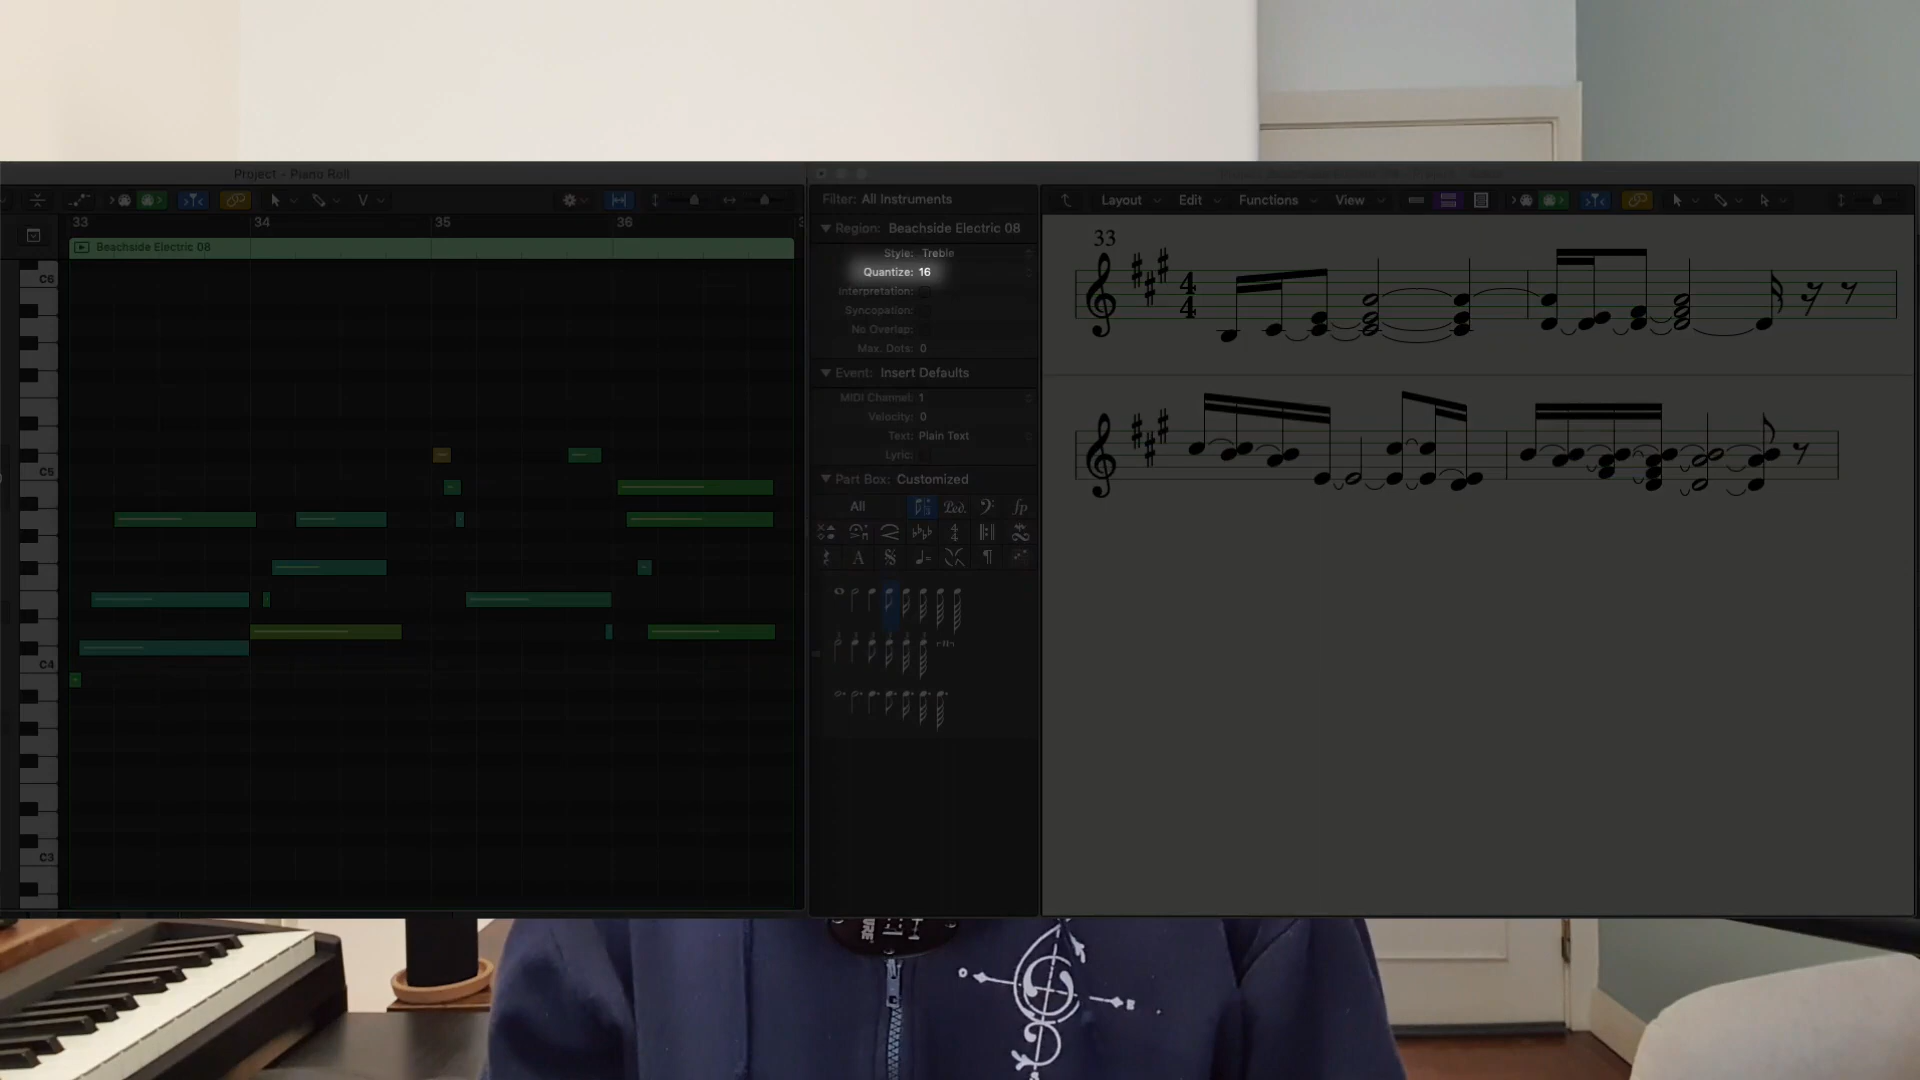 Project - Piano Roll
V
33
34
35
36
Beachside Electric 08
C6
C5
C4
C3
Filter: All Instruments
Region: Beachside Electric 08
Style: Treble
Quantize: 16
Interpretation:
Syncopation:
No Overlap:
Max. Dots: 0
Event: Insert Defaults
MIDI Channel: 1
Velocity: 0
Text: Plain Text
Lyric:
Part Box: Customized
All
Layout
Edit
Functions
View
33
4
4